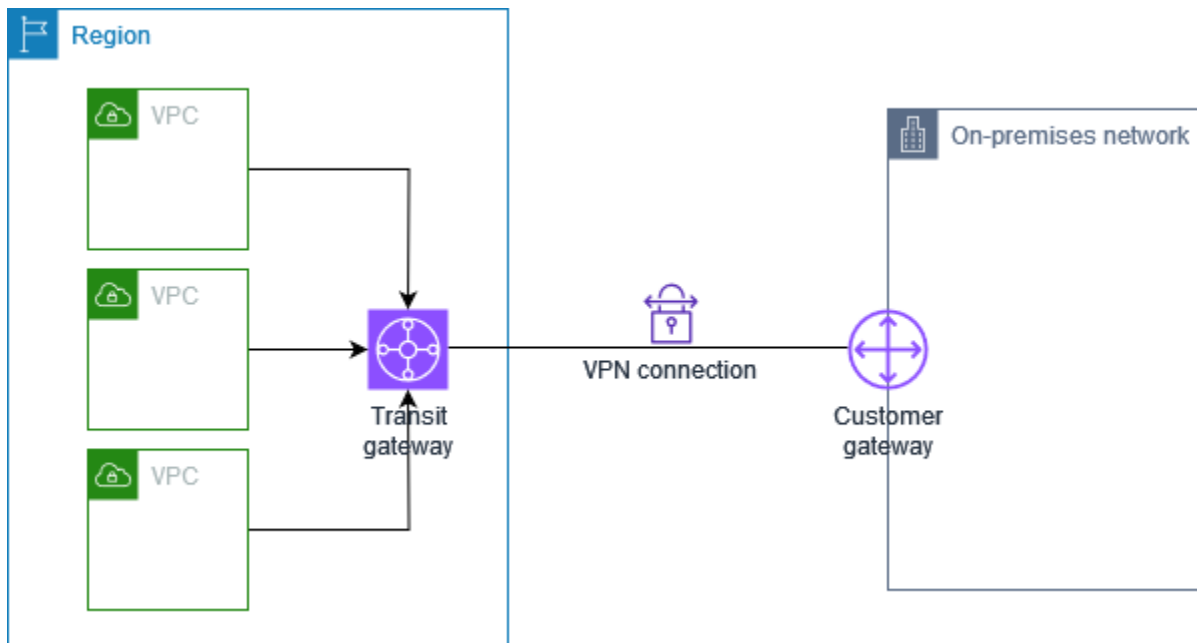 Region
VPC
On-premises network
VPC
VPN connection
Transit
gateway
Customer
gateway
VPC